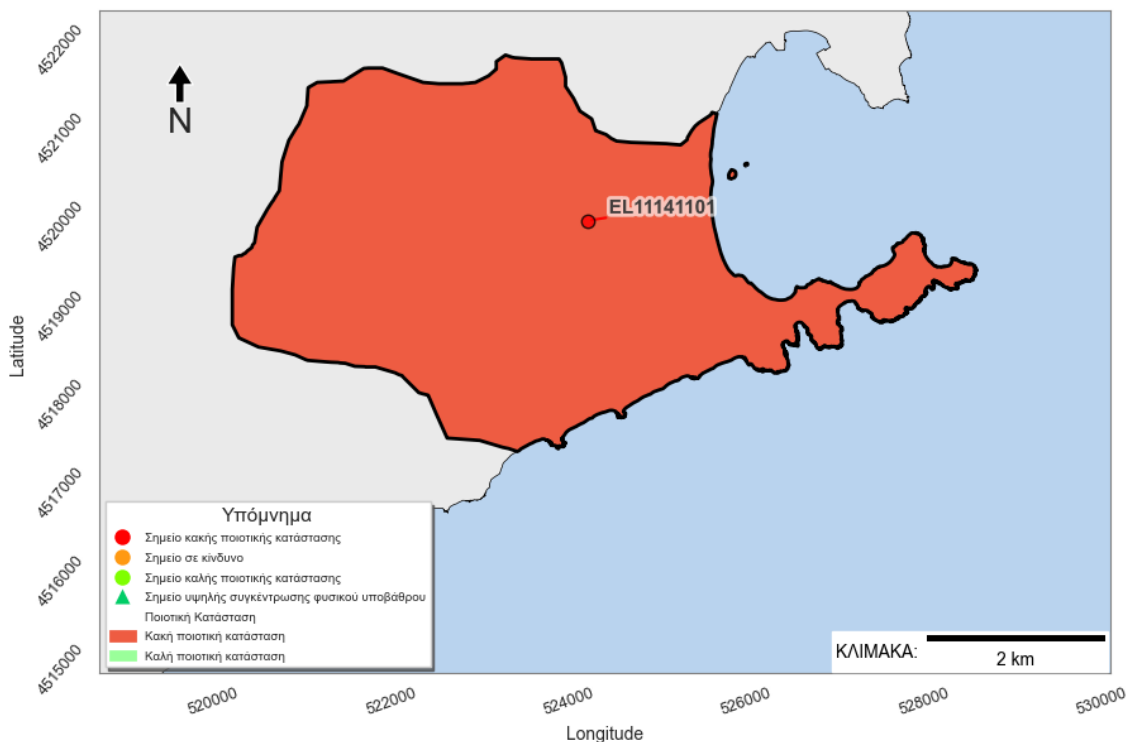 4522000
4521000
4520000
4519000
4518000
4517000
4516000
4515000
Latitude
N
EL11141101
Υπόμνημα
Σημείο κακής ποιοτικής κατάστασης
Σημείο σε κίνδυνο
Σημείο καλής ποιοτικής κατάστασης
Σημείο υψηλής συγκέντρωσης φυσικού υποβάθρου
Ποιοτική Κατάσταση
Κακή ποιοτική κατάσταση
Καλή ποιοτική κατάσταση
ΚΛΙΜΑΚΑ:
2 km
520000 522000 524000 526000 528000 530000
Longitude